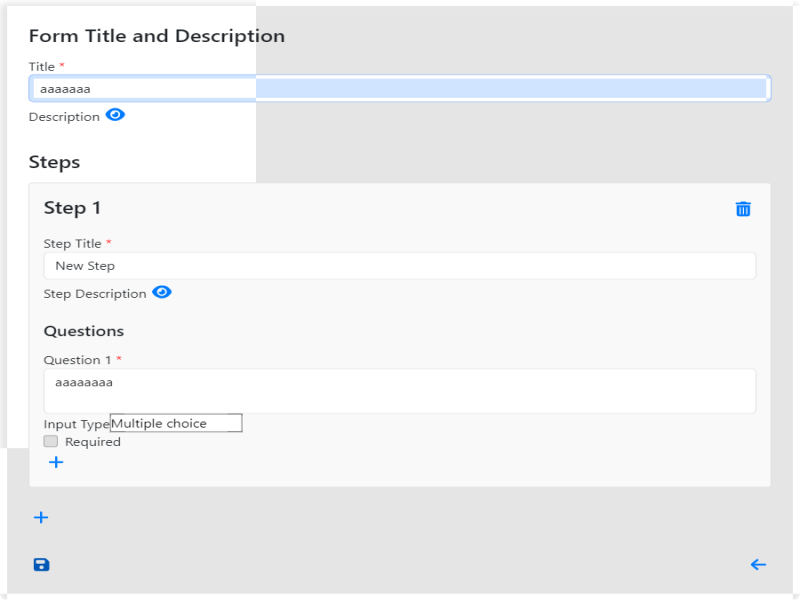 Form Title and Description
Title *
aaaaaaa
Description
Steps
Step 1
Step Title *
New Step
Step Description
Questions
Question 1 *
aaaaaaaa
Input Type Multiple choice
Required